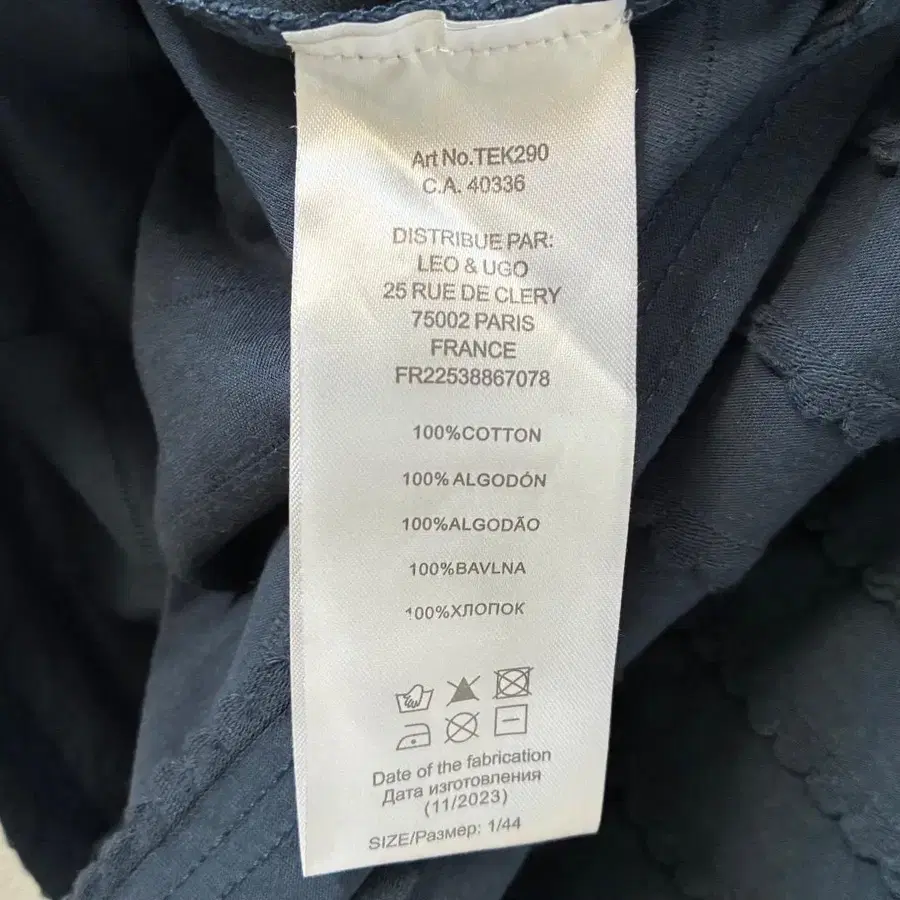 Art No.TEK290
C.A. 40336
DISTRIBUE PAR:
LEO & UGO
25 RUE DE CLERY
75002 PARIS
FRANCE
FR22538867078
100%COTTON
100% ALGODÓN
100%ALGODÃO
100%BAVLNA
100%ХЛОПОК
Date of the fabrication
Дата изготовления
(11/2023)
SIZE/Размер: 1/44